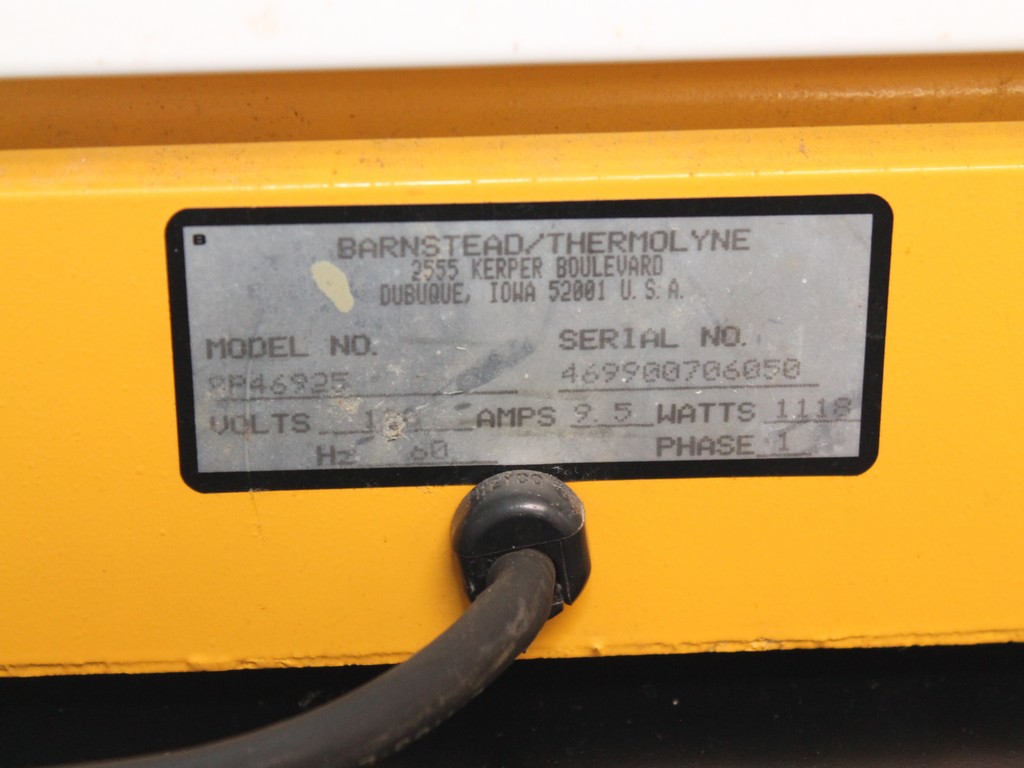 B
BARNSTEAD/THERMOLYNE
2555 KERPER BOULEVARD
DUBUQUE, IOWA 52001 U.S.A.
MODEL NO. SERIAL NO.
469900706050
VOLTS AMPS 9.5 WATTS 1118
Hz 60 PHASE 1